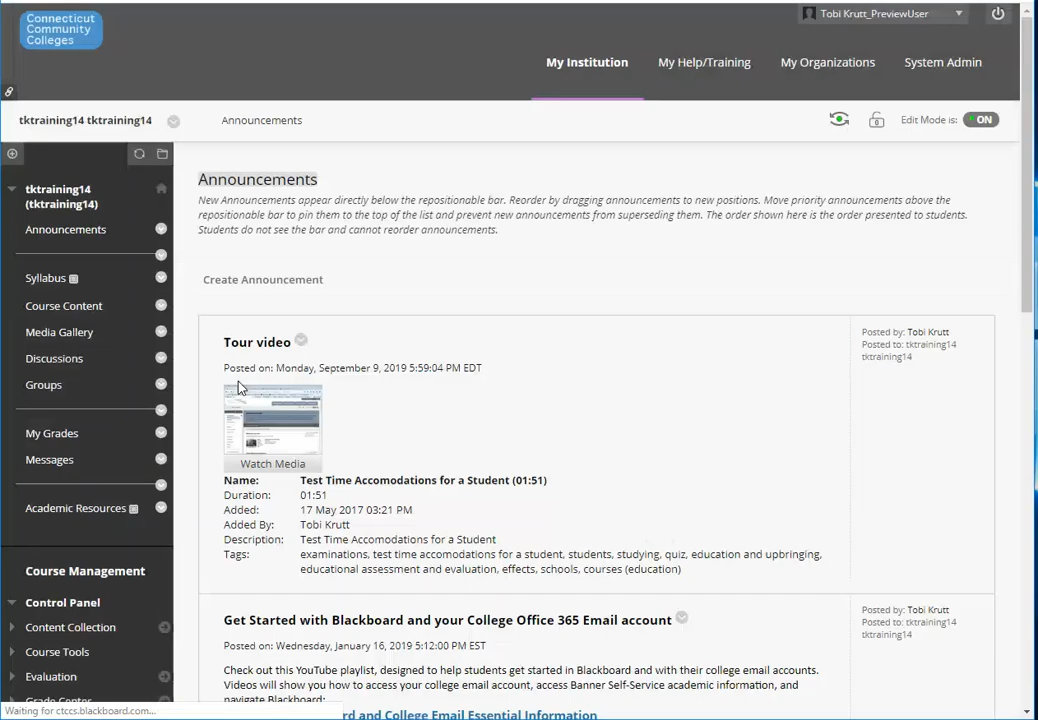 Connecticut
Community
Colleges
Tobi Krutt_PreviewUser
My Institution
My Help/Training
My Organizations
System Admin
tktraining14 tktraining14
Announcements
0
Edit Mode is:
ON
tktraining14
(tktraining14)
Announcements
Syllabus
Course Content
Media Gallery
Discussions
Groups
My Grades
Messages
Academic Resources
Course Management
Control Panel
Content Collection
Course Tools
Evaluation
Grade Center
Announcements
New Announcements appear directly below the repositionable bar. Reorder by dragging announcements to new positions. Move priority announcements above the
repositionable bar to pin them to the top of the list and prevent new announcements from superseding them. The order shown here is the order presented to students.
Students do not see the bar and cannot reorder announcements.
Create Announcement
Tour video
Posted on: Monday, September 9, 2019 5:59:04 PM EDT
Watch Media
Name: Test Time Accomodations for a Student (01:51)
Duration: 01:51
Added: 17 May 2017 03:21 PM
Added By: Tobi Krutt
Description: Test Time Accomodations for a Student
Tags: examinations, test time accomodations for a student, students, studying, quiz, education and upbringing,
educational assessment and evaluation, effects, schools, courses (education)
Posted by: Tobi Krutt
Posted to: tktraining14
tktraining14
Get Started with Blackboard and your College Office 365 Email account
Posted on: Wednesday, January 16, 2019 5:12:00 PM EST
Check out this YouTube playlist, designed to help students get started in Blackboard and with their college email accounts.
Videos will show you how to access your college email account, access Banner Self-Service academic information, and
navigate Blackboard:
rd and College Email Essential Information
Posted by: Tobi Krutt
Posted to: tktraining14
tktraining14
Waiting for ctccs.blackboard.com...